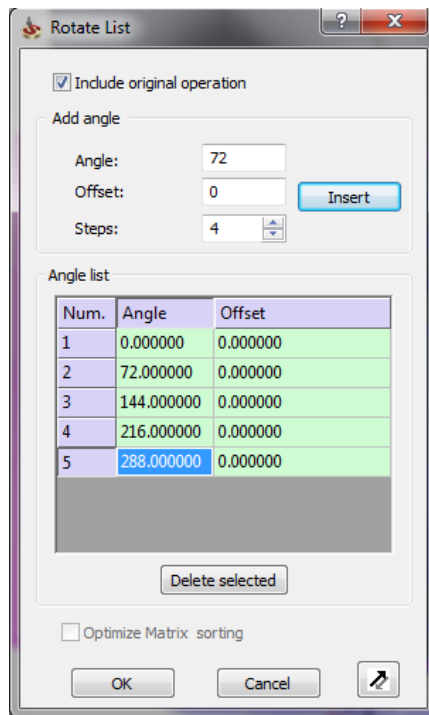 Rotate List
Include original operation
Add angle
Angle: 72
Offset: 0 Insert
Steps: 4
Angle list
Num. Angle Offset
1 0.000000 0.000000
2 72.000000 0.000000
3 144.000000 0.000000
4 216.000000 0.000000
5 288.000000 0.000000
Delete selected
Optimize Matrix sorting
OK Cancel